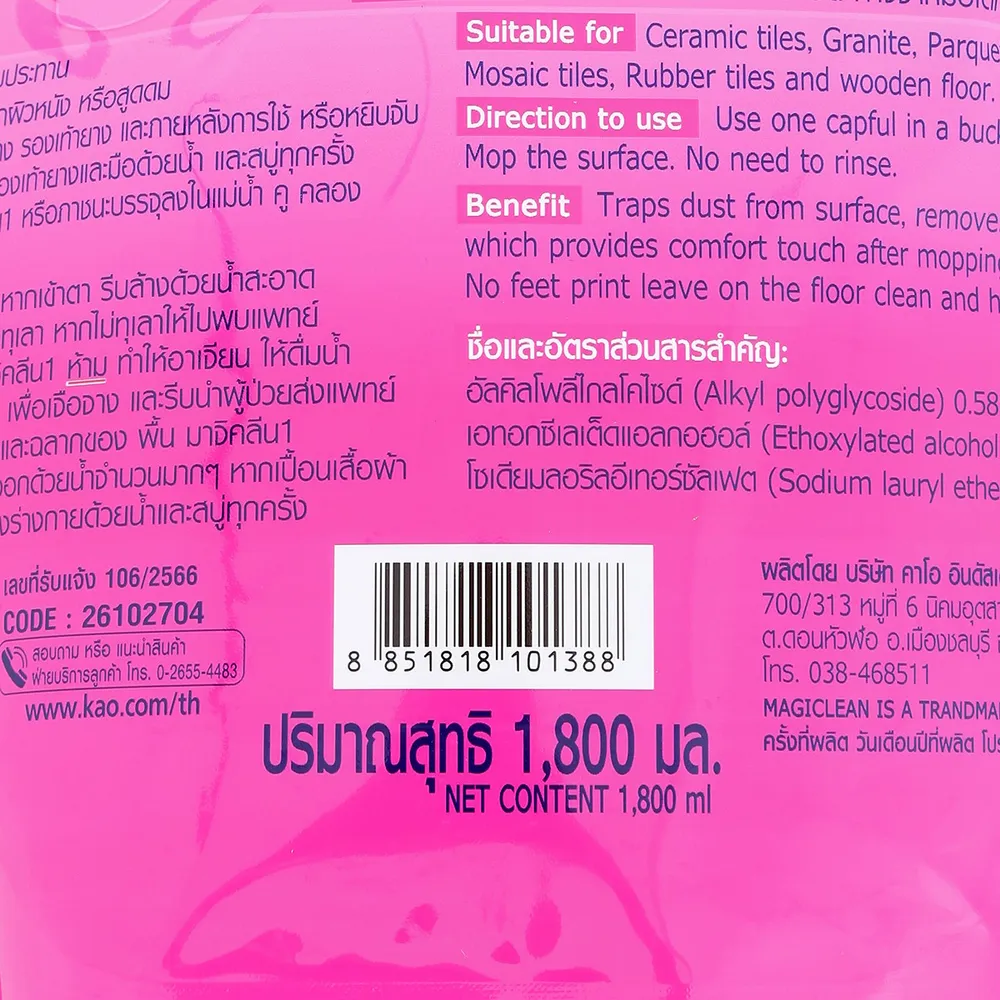 Suitable for Ceramic tiles, Granite, Parque
Mosaic tiles, Rubber tiles and wooden floor.
Direction to use Use one capful in a buc
Mop the surface. No need to rinse.
Benefit Traps dust from surface, remove
which provides comfort touch after moppin
No feet print leave on the floor clean and h
ชื่อและอัตราส่วนสารสำคัญ:
อัลคิลโพลีไกลโคไซด์ (Alkyl polyglycoside) 0.58
เอทอกซีเลเต็ดแอลกอฮอล์ (Ethoxylated alcohol
โซเดียมลอริลอีเทอร์ซัลเฟต (Sodium lauryl ethe
บประทาน
ผิวหนัง หรือสูดดม
รองเท้ายาง และภายหลังการใช้ หรือหยิบจับ
องเท้ายางและมือด้วยน้ำ และสบู่ทุกครั้ง
น1 หรือภาชนะบรรจุลงในแม่น้ำ คู คลอง
หากเข้าตา รีบล้างด้วยน้ำสะอาด
ทุเลา หากไม่ทุเลาให้ไปพบแพทย์
คลีน1 ห้าม ทำให้อาเจียน ให้ดื่มน้ำ
เพื่อเจือจาง และรีบนำผู้ป่วยส่งแพทย์
และฉลากของ พื้น มาจิคลีน1
ออกด้วยน้ำจำนวนมากๆ หากเปื้อนเสื้อผ้า
งร่างกายด้วยน้ำและสบู่ทุกครั้ง
เลขที่รับแจ้ง 106/2566
CODE : 26102704
สอบถาม หรือ แนะนำสินค้า
ฝ่ายบริการลูกค้า โทร. 0-2655-4483
www.kao.com/th
8 851818 101388
ปริมาณสุทธิ 1,800 มล.
NET CONTENT 1,800 ml
ผลิตโดย บริษัท คาโอ อินดัสเ
700/313 หมู่ที่ 6 นิคมอุตส
ต.ดอนหัวฬ่อ อ.เมืองชลบุรี
โทร. 038-468511
MAGICLEAN IS A TRANDMA
ครั้งที่ผลิต วันเดือนปีที่ผลิต โปร